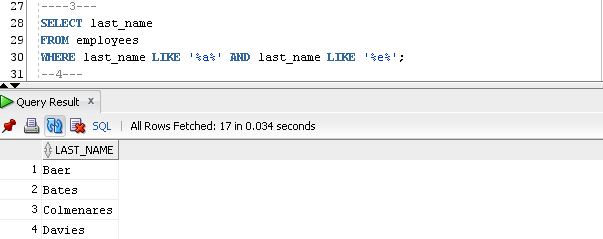 27 ----3---
28 SELECT last_name
29 FROM employees
30 WHERE last_name LIKE '%a%' AND last_name LIKE '%e%';
31 --4---
Query Result x
SQL | All Rows Fetched: 17 in 0.034 seconds
LAST_NAME
1 Baer
2 Bates
3 Colmenares
4 Davies